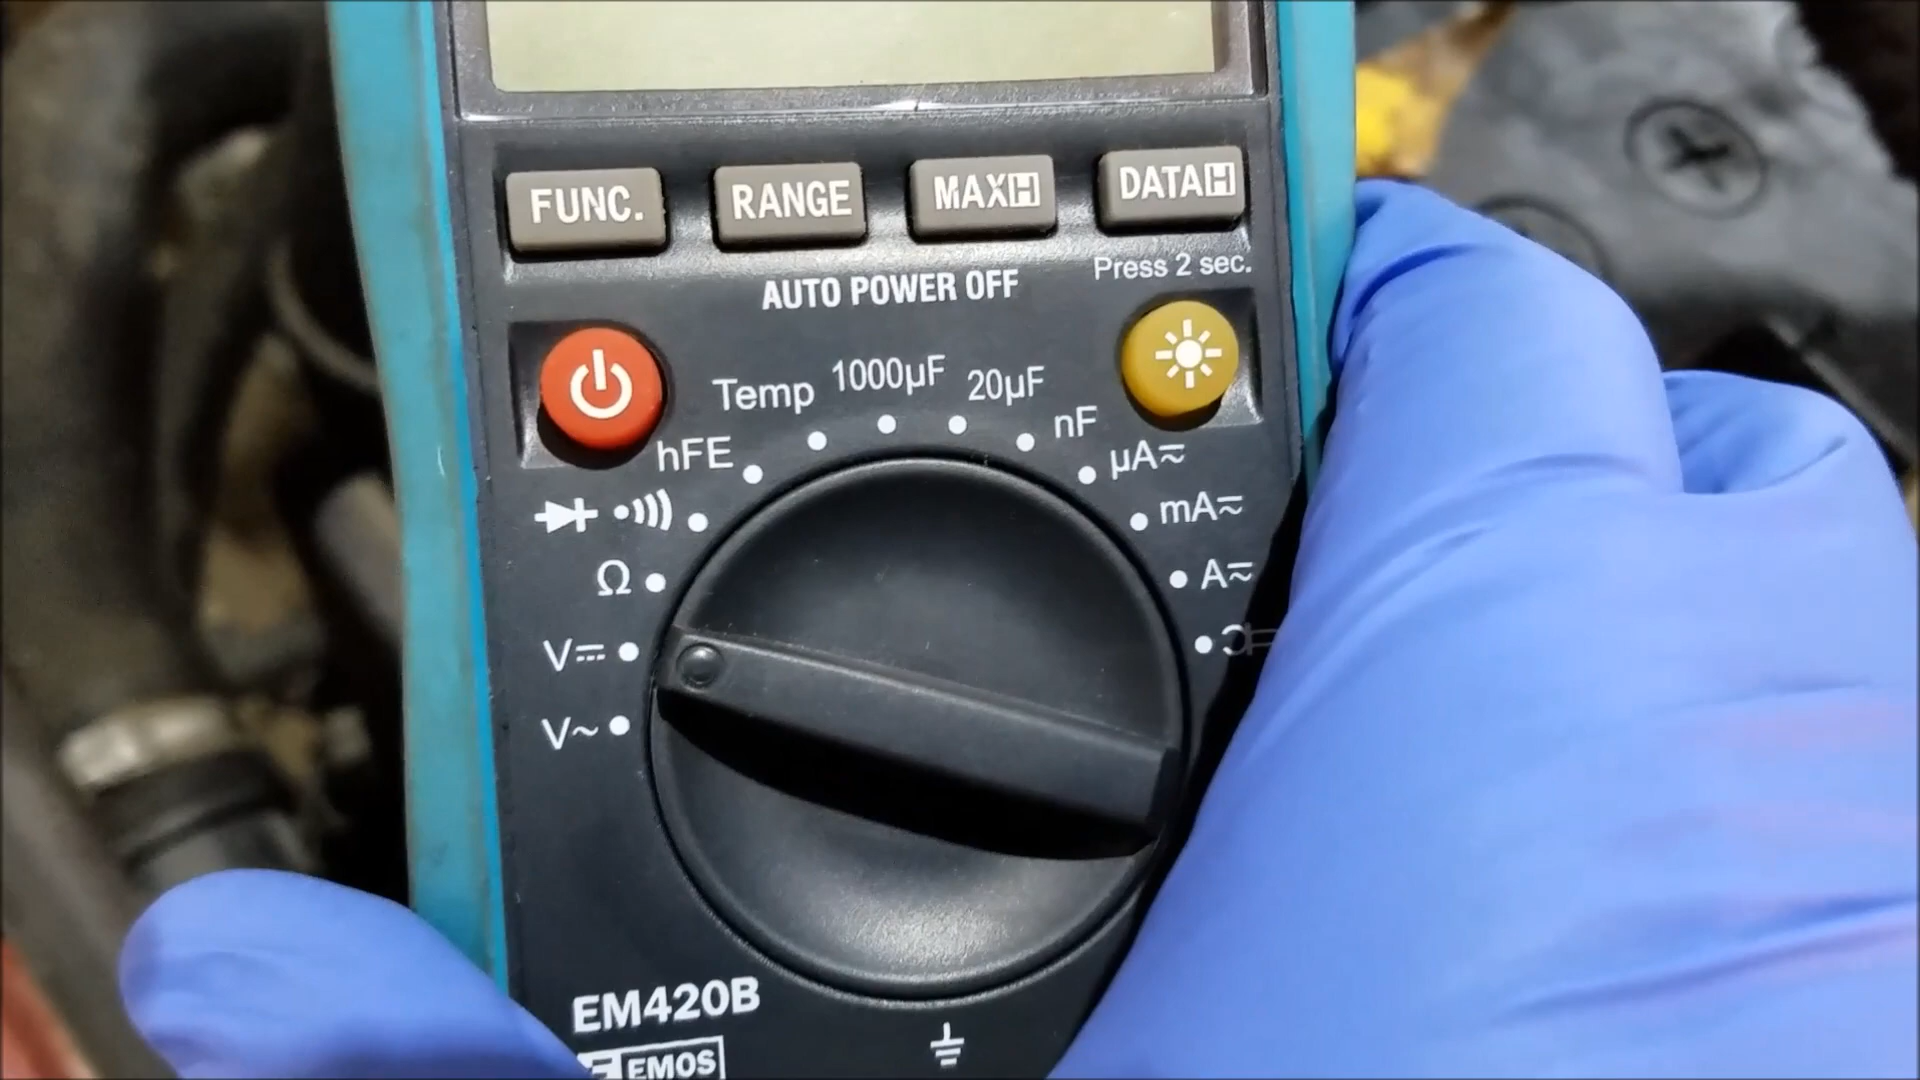 FUNC. RANGE MAXH DATAH
Press 2 sec.
AUTO POWER OFF
Temp 1000µF 20µF
hFE nF
µA
mA
Ω A
V
V~
EM420B
EMOS